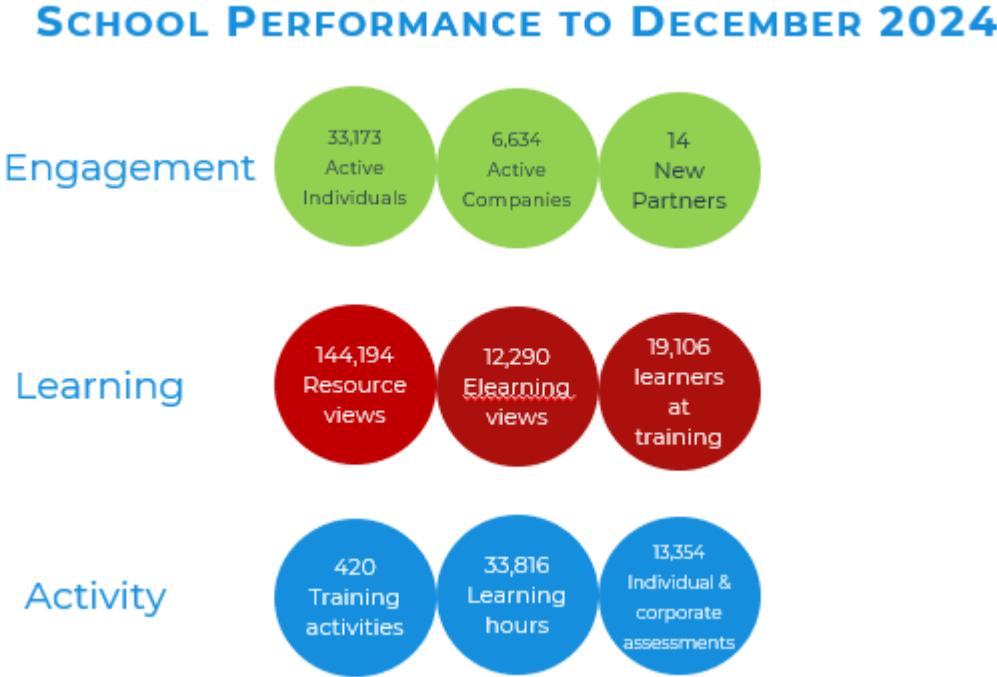 SCHOOL PERFORMANCE TO DECEMBER 2024
Engagement
33,173
Active
Individuals
6,634
Active
Companies
14
New
Partners
Learning
144,194
Resource
views
12,290
Elearning
views
19,106
learners
at
training
Activity
420
Training
activities
33,816
Learning
hours
13,354
Individual &
corporate
assessments